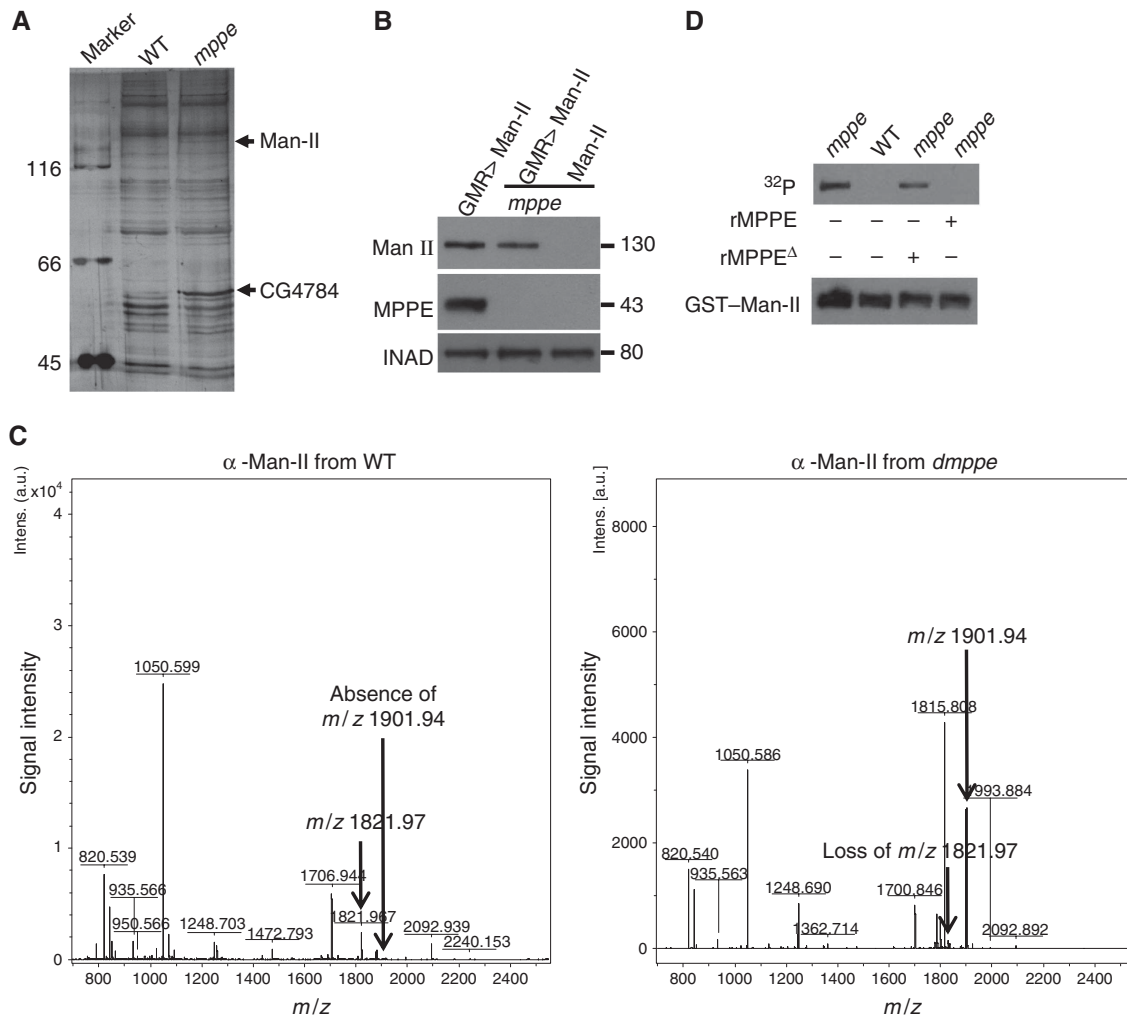 A
Marker
WT
mppe
Man-II
116
66
CG4784
45
B
GMR> Man-II
GMR> Man-II
Man-II
mppe
Man II
130
MPPE
43
INAD
80
D
mppe
WT
mppe
mppe
32P
rMPPE
– – – +
rMPPEΔ
– – + –
GST–Man-II
C
α -Man-II from WT
Intens. (a.u.)
x10⁴
4
3
2
1
0
Signal intensity
1050.599
Absence of
m/z 1901.94
m/z 1821.97
820.539
935.566
950.566
1248.703
1472.793
1706.944
1821.967
2092.939
2240.153
800 1000 1200 1400 1600 1800 2000 2200 2400
m/z
α -Man-II from dmppe
Intens. [a.u.]
8000
6000
4000
2000
0
Signal intensity
m/z 1901.94
1815.808
1050.586
1993.884
Loss of m/z 1821.97
820.540
935.563
1248.690
1700.846
1362.714
2092.892
800 1000 1200 1400 1600 1800 2000 2200 2400
m/z